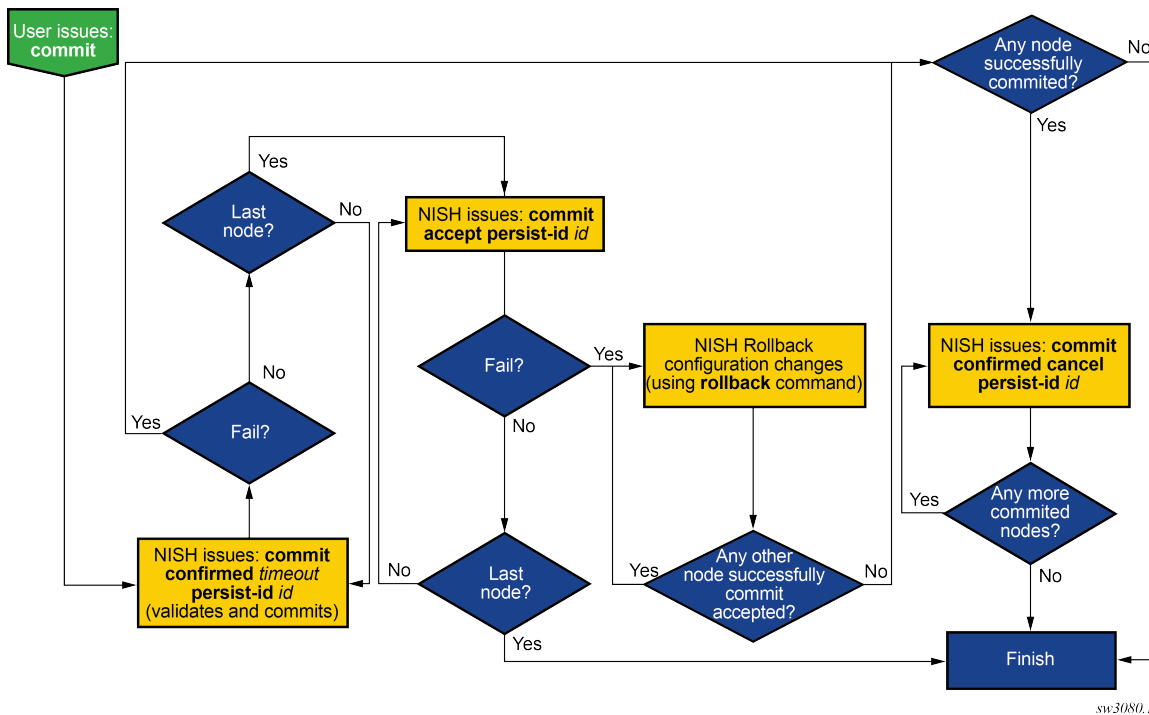 User issues:
commit
Any node
successfully
commited?
No
Yes
Yes
Last
node?
No
NISH issues: commit
accept persist-id id
No
Yes
Fail?
Fail?
Yes
No
NISH Rollback
configuration changes
(using rollback command)
NISH issues: commit
confirmed cancel
persist-id id
Yes
Any more
commited
nodes?
No
NISH issues: commit
confirmed timeout
persist-id id
(validates and commits)
No
Last
node?
Yes
Yes
Any other
node successfully
commit
accepted?
No
Finish